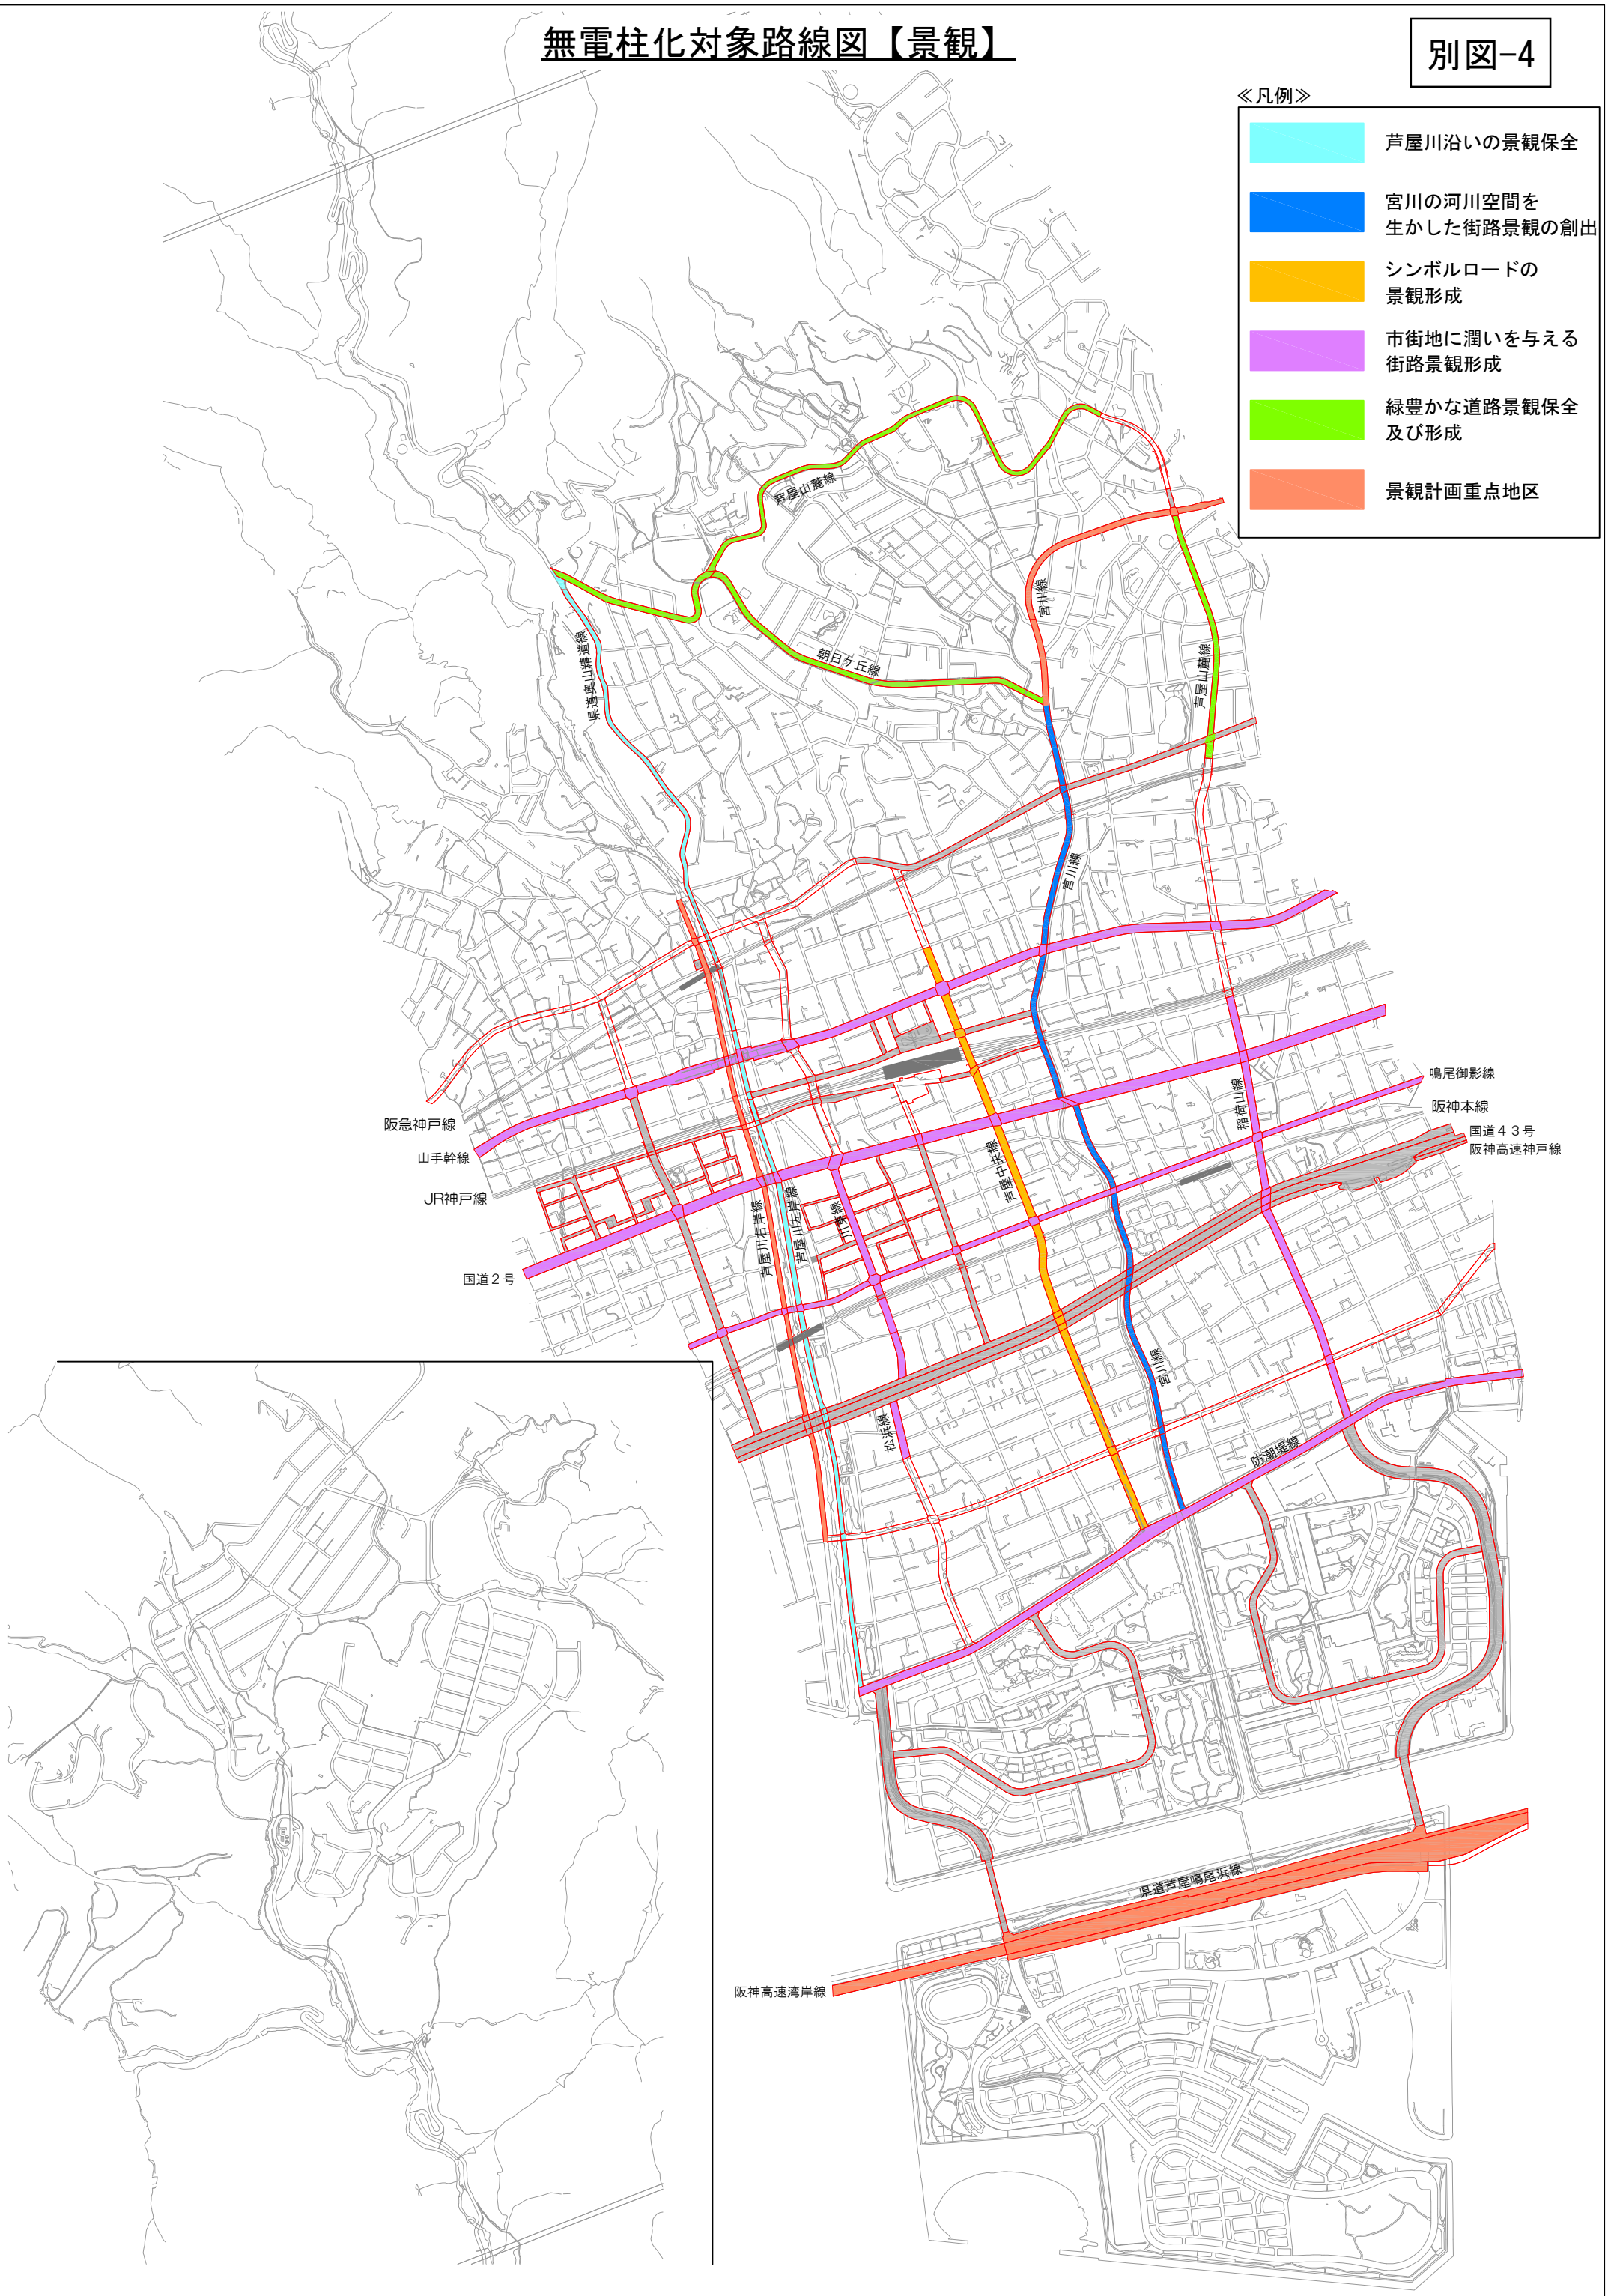 無電柱化対象路線図【景観】
別図-4
≪凡例≫
芦屋川沿いの景観保全
宮川の河川空間を
生かした街路景観の創出
シンボルロードの
景観形成
市街地に潤いを与える
街路景観形成
緑豊かな道路景観保全
及び形成
景観計画重点地区
芦屋山麓線
宮川線
県道奥山精道線
朝日ケ丘線
芦屋山麓線
宮川線
鳴尾御影線
阪神本線
国道43号
阪神高速神戸線
稲荷山線
阪急神戸線
山手幹線
JR神戸線
芦屋中央線
芦屋川右岸線
芦屋川左岸線
川東線
国道2号
宮川線
松浜線
防潮堤線
県道芦屋鳴尾浜線
阪神高速湾岸線